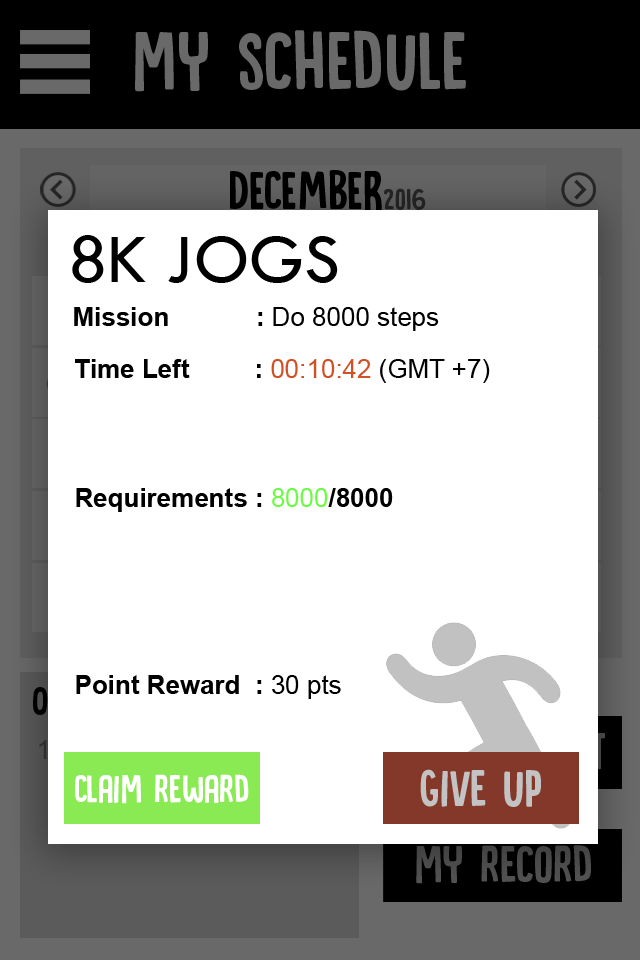 MY SCHEDULE
DECEMBER 2016
8K JOGS
Mission : Do 8000 steps
Time Left : 00:10:42 (GMT +7)
Requirements : 8000/8000
Point Reward : 30 pts
CLAIM REWARD
GIVE UP
MY RECORD